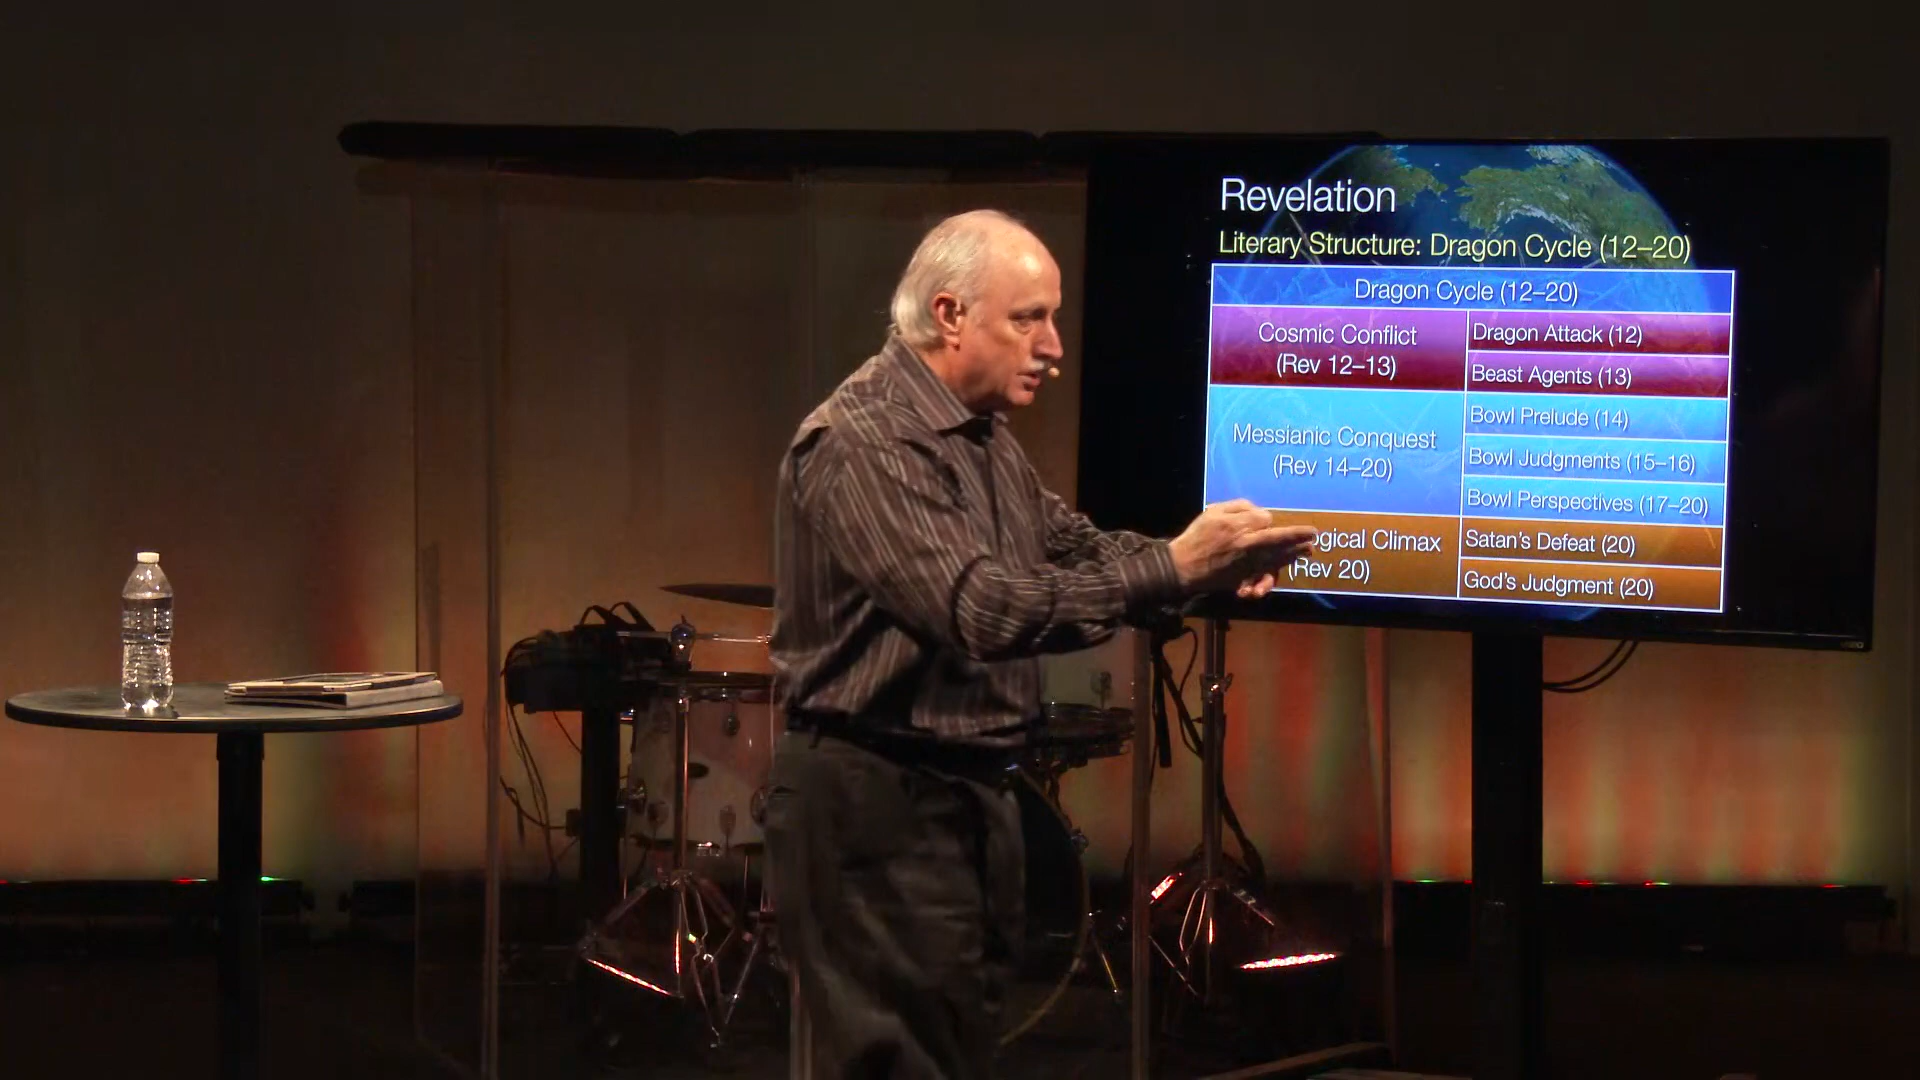 Revelation
Literary Structure: Dragon Cycle (12–20)
Dragon Cycle (12–20)
Cosmic Conflict
(Rev 12–13)
Dragon Attack (12)
Beast Agents (13)
Messianic Conquest
(Rev 14–20)
Bowl Prelude (14)
Bowl Judgments (15–16)
Bowl Perspectives (17–20)
Climax
(Rev 20)
Satan's Defeat (20)
God's Judgment (20)